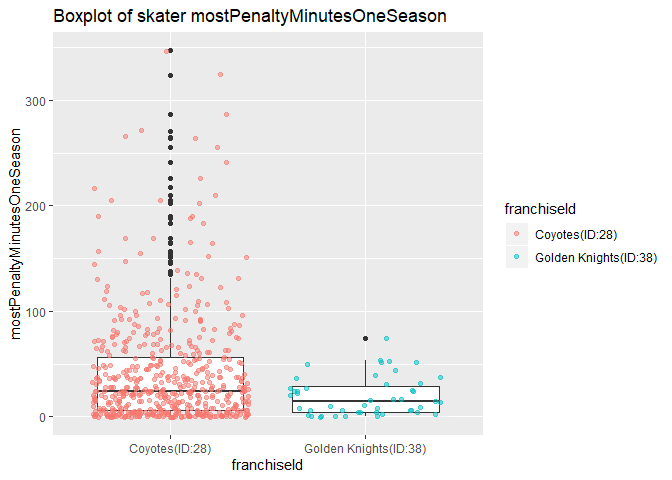 Boxplot of skater mostPenaltyMinutesOneSeason
mostPenaltyMinutesOneSeason
300
200
100
0
Coyotes(ID:28)
Golden Knights(ID:38)
franchiseId
franchiseId
Coyotes(ID:28)
Golden Knights(ID:38)